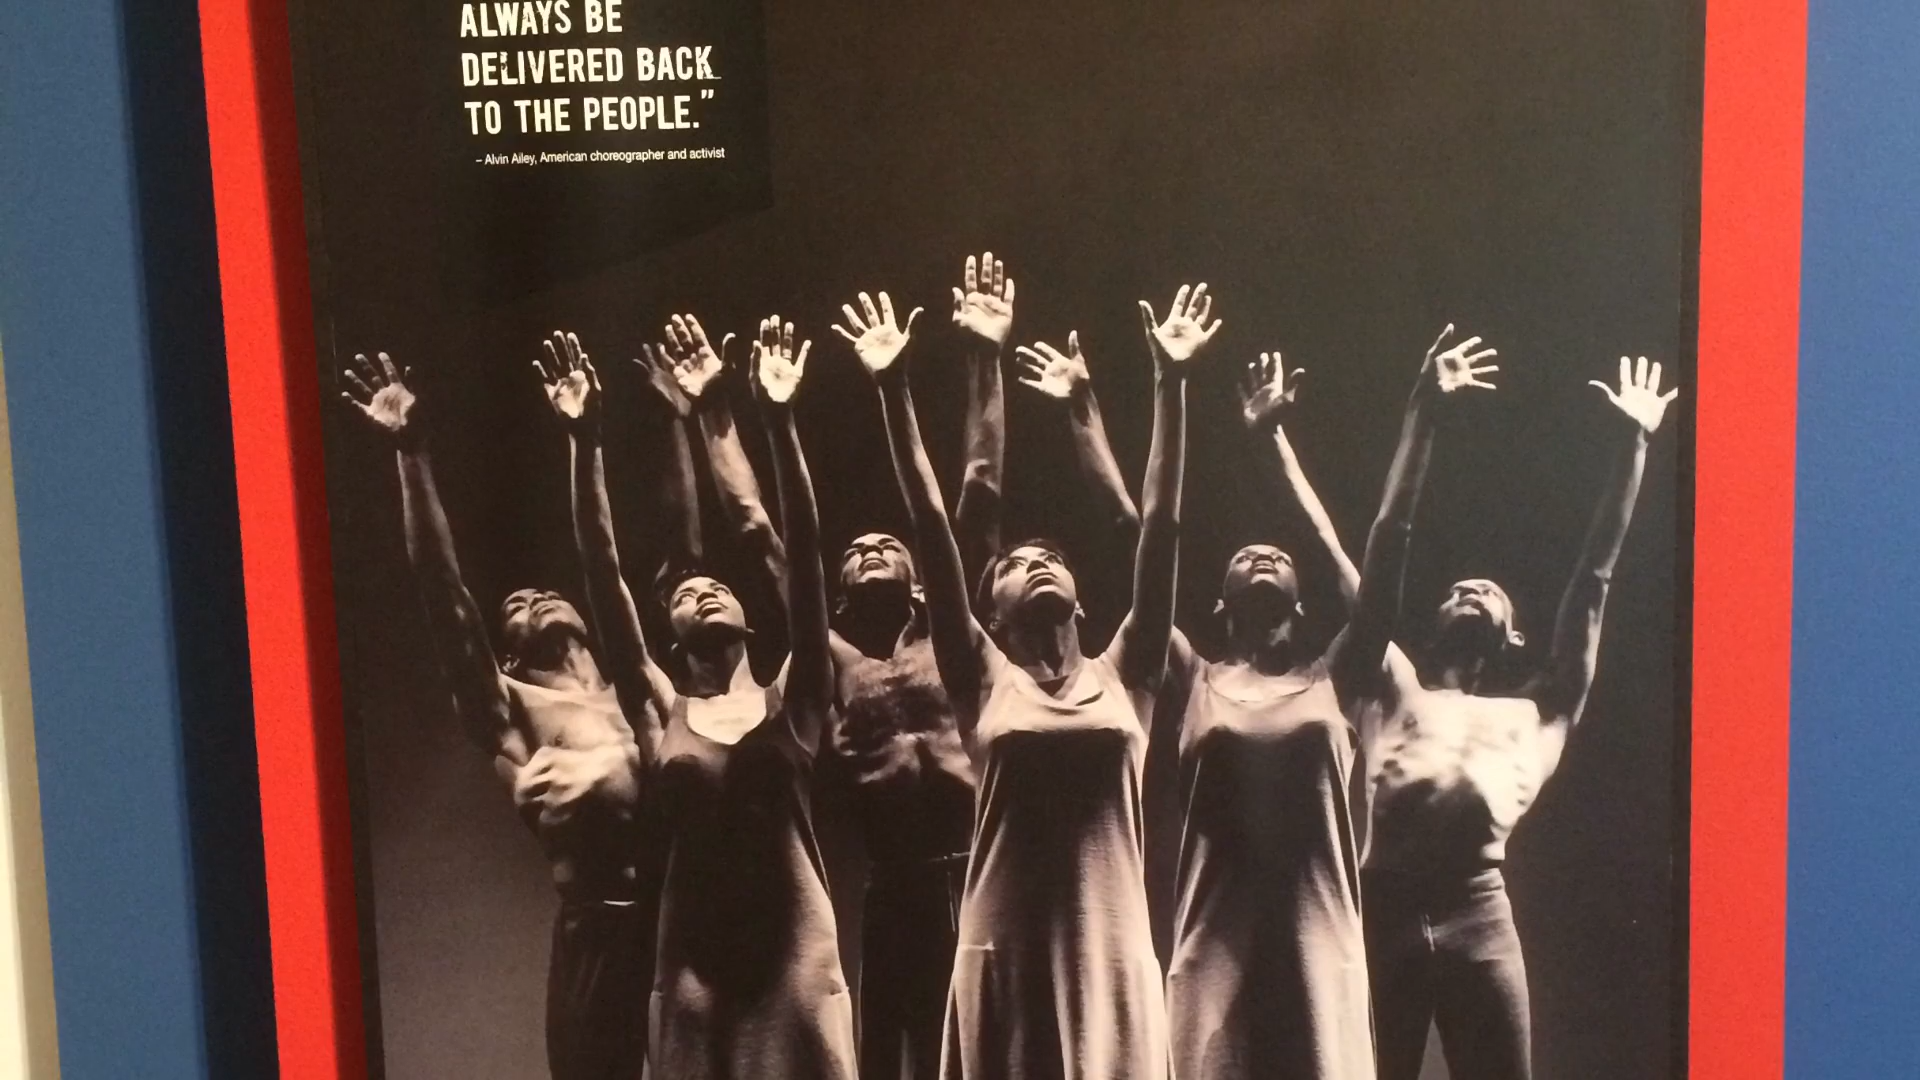 ALWAYS BE
DELIVERED BACK
TO THE PEOPLE.”
– Alvin Ailey, American choreographer and activist